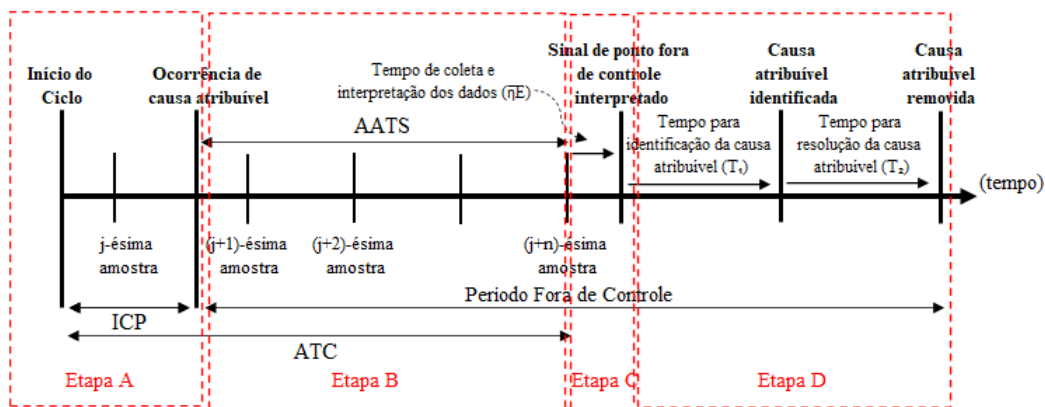 Início do
Ciclo
Ocorrência de
causa atribuível
Tempo de coleta e
interpretação dos dados (n̅E)
AATS
Sinal de ponto fora
de controle
interpretado
Causa
atribuível
identificada
Causa
atribuível
removida
Tempo para
identificação da causa
atribuivel (T₁)
Tempo para
resolução da causa
atribuível (T₂)
(tempo)
j-ésima
amostra
(j+1)-ésima
amostra
(j+2)-ésima
amostra
(j+n)-ésima
amostra
Período Fora de Controle
ICP
ATC
Etapa A
Etapa B
Etapa C
Etapa D